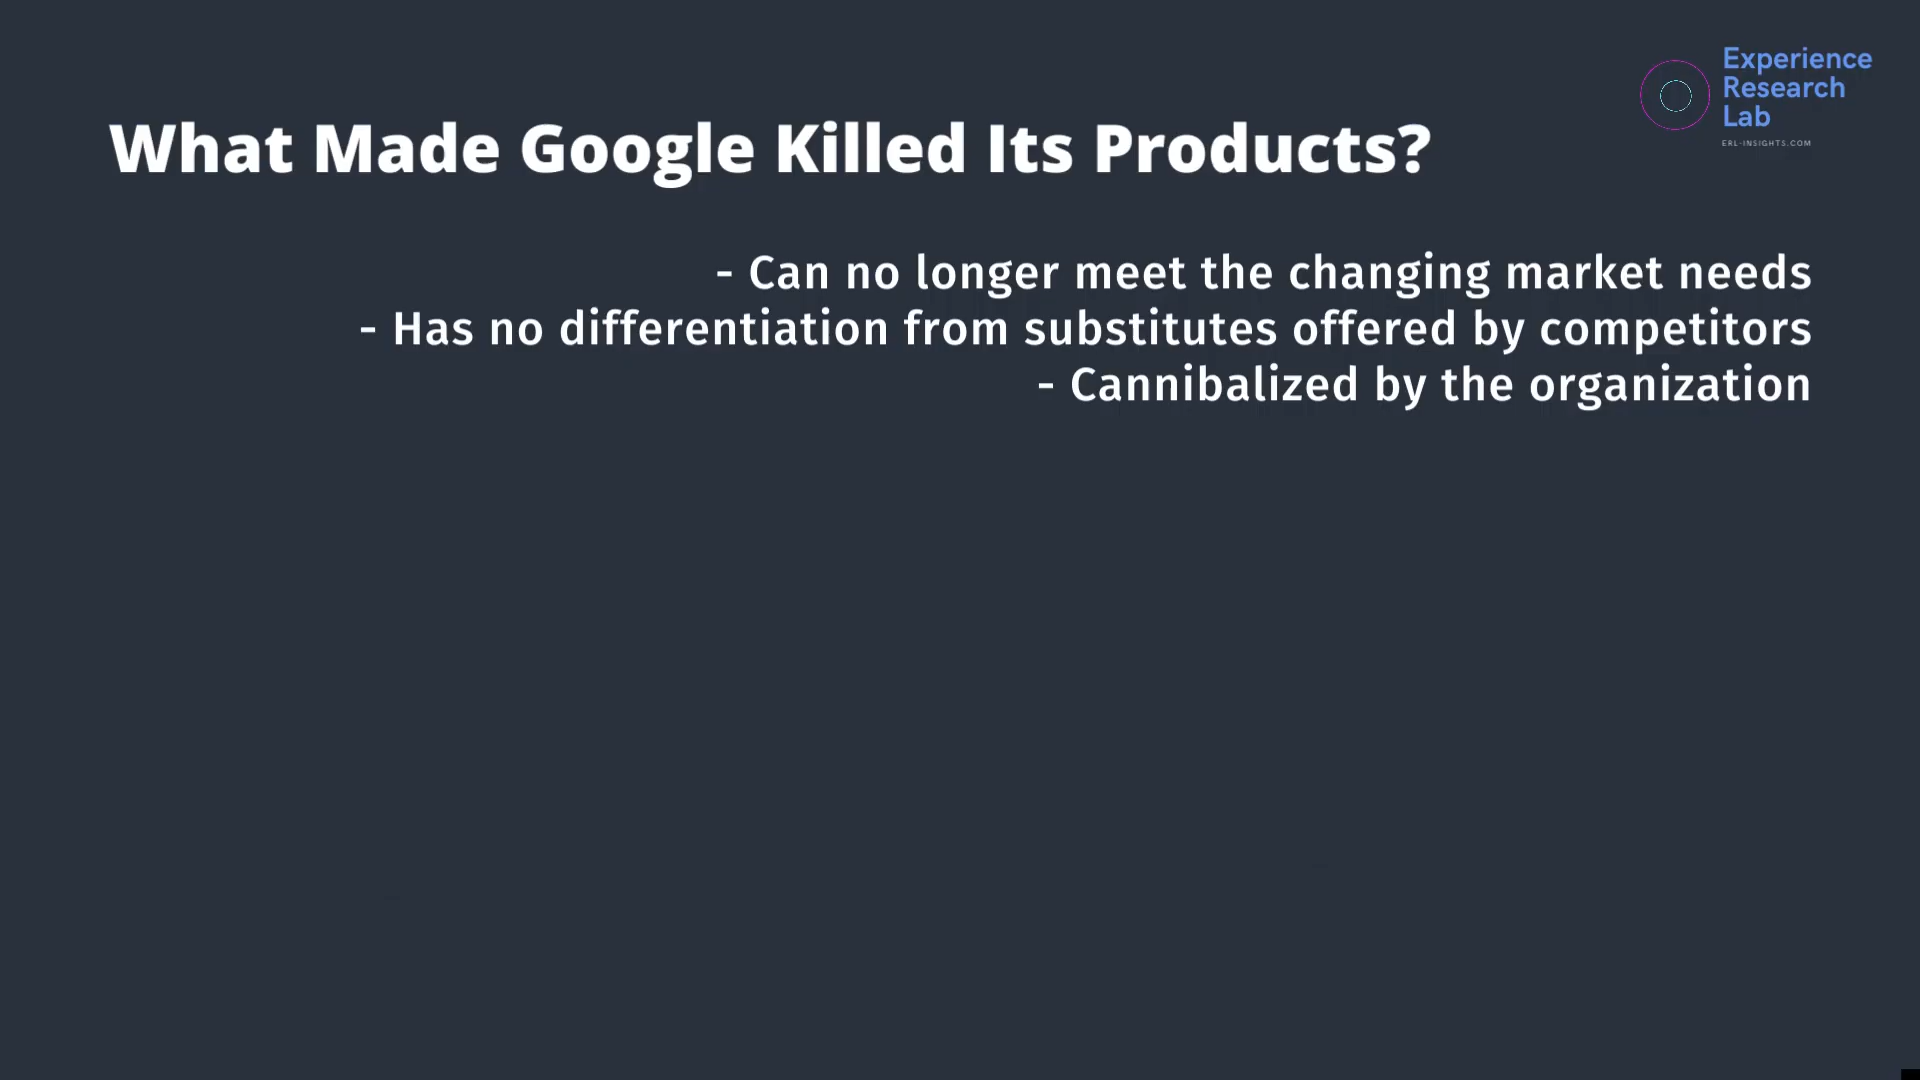 Experience
Research
Lab
ERL-INSIGHTS.COM
What Made Google Killed Its Products?
- Can no longer meet the changing market needs
- Has no differentiation from substitutes offered by competitors
- Cannibalized by the organization